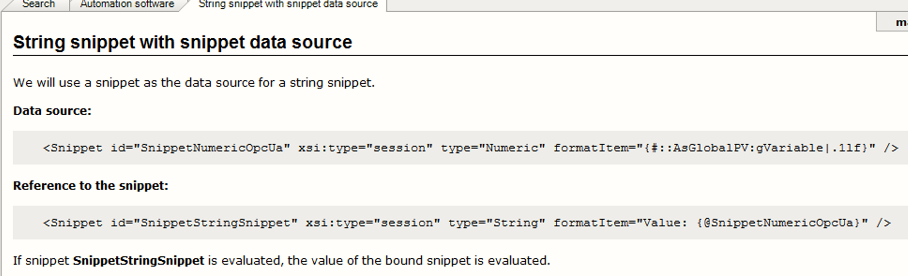 Search
Automation software
String snippet with snippet data source
String snippet with snippet data source
We will use a snippet as the data source for a string snippet.
Data source:
<Snippet id="SnippetNumericOpcUa" xsi:type="session" type="Numeric" formatItem="{#::AsGlobalPV:gVariable|.1lf}" />
Reference to the snippet:
<Snippet id="SnippetStringSnippet" xsi:type="session" type="String" formatItem="Value: {@SnippetNumericOpcUa}" />
If snippet SnippetStringSnippet is evaluated, the value of the bound snippet is evaluated.